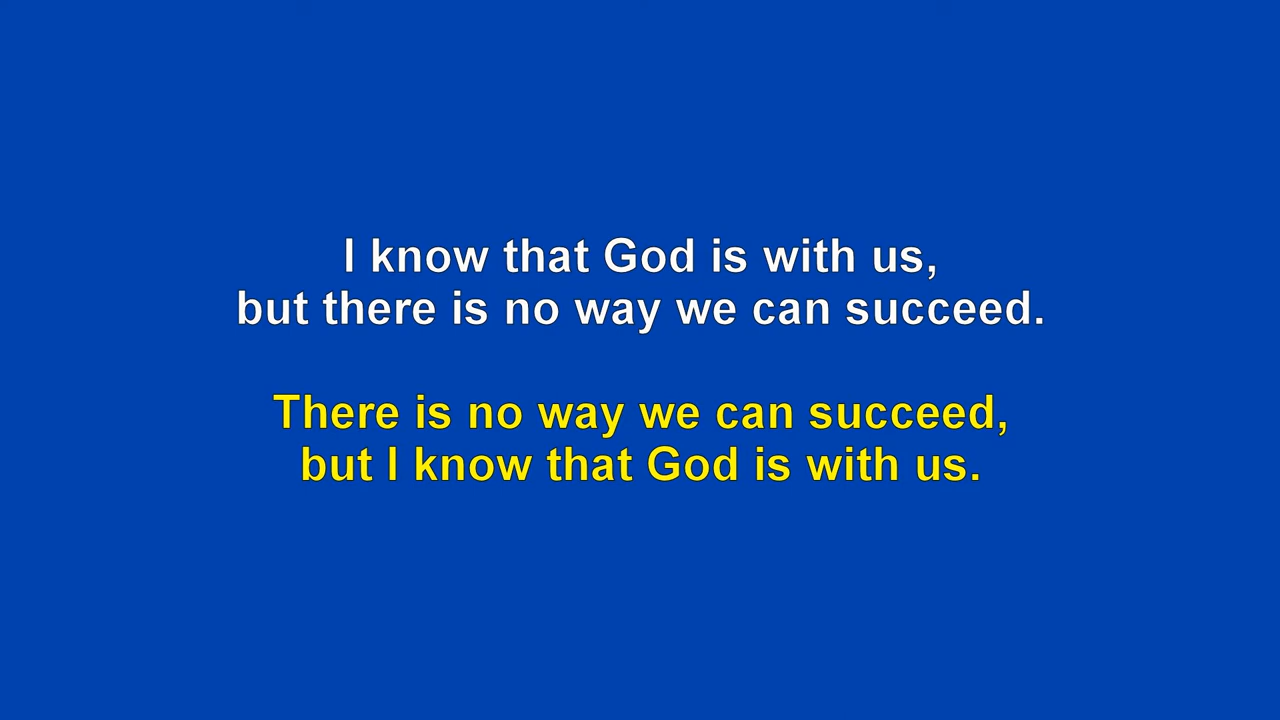 I know that God is with us,
but there is no way we can succeed.
There is no way we can succeed,
but I know that God is with us.